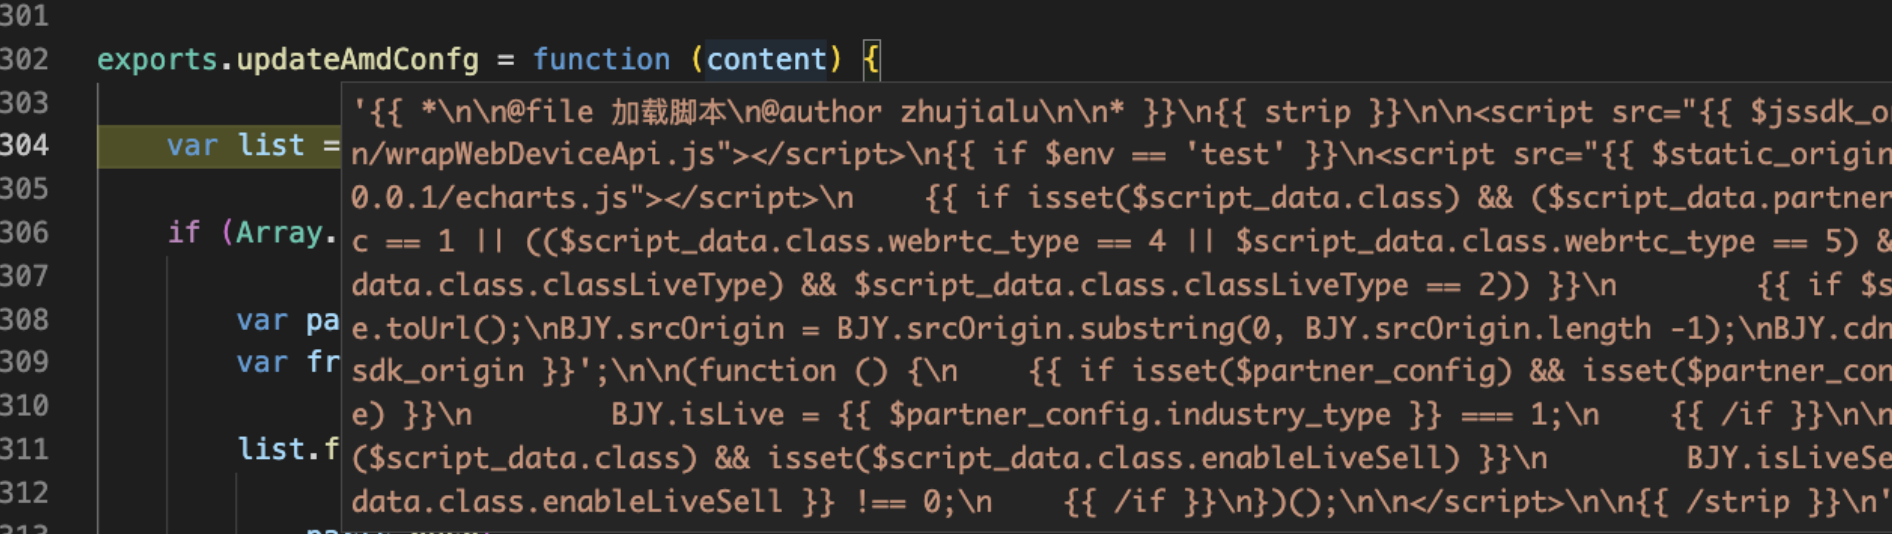 301
302 exports.updateAmdConfg = function (content) {
303 '{{ *\n\n@file 加载脚本\n@author zhujialu\n\n* }}\n{{ strip }}\n\n<script src="{{ $jssdk_o
304 var list = n/wrapWebDeviceApi.js"></script>\n{{ if $env == 'test' }}\n<script src="{{ $static_origin
305 0.0.1/echarts.js"></script>\n    {{ if isset($script_data.class) && ($script_data.partner
306 if (Array. c == 1 || (($script_data.class.webrtc_type == 4 || $script_data.class.webrtc_type == 5) &
307 data.class.classLiveType) && $script_data.class.classLiveType == 2)) }}\n        {{ if $s
308 var pa e.toUrl();\nBJY.srcOrigin = BJY.srcOrigin.substring(0, BJY.srcOrigin.length -1);\nBJY.cdn
309 var fr sdk_origin }}';\n\n(function () {\n    {{ if isset($partner_config) && isset($partner_con
310 e) }}\n        BJY.isLive = {{ $partner_config.industry_type }} === 1;\n    {{ /if }}\n\n
311 list.f ($script_data.class) && isset($script_data.class.enableLiveSell) }}\n        BJY.isLiveSe
312 data.class.enableLiveSell }} !== 0;\n    {{ /if }}\n})();\n\n</script>\n\n{{ /strip }}\n'
313